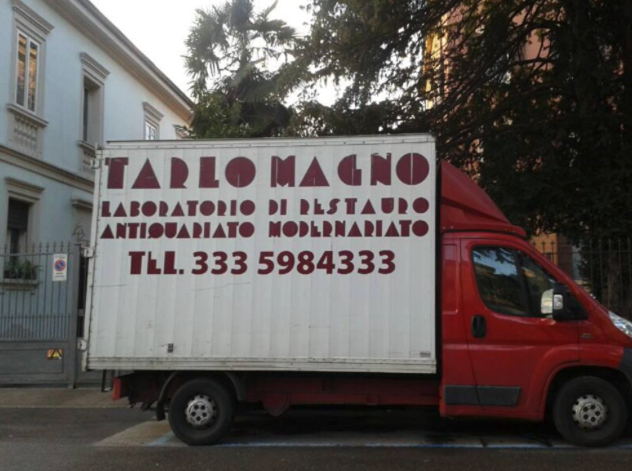 TARLO MAGNO
LABORATORIO DI RESTAURO
ANTIQUARIATO MODERNARIATO
TEL. 333 5984333